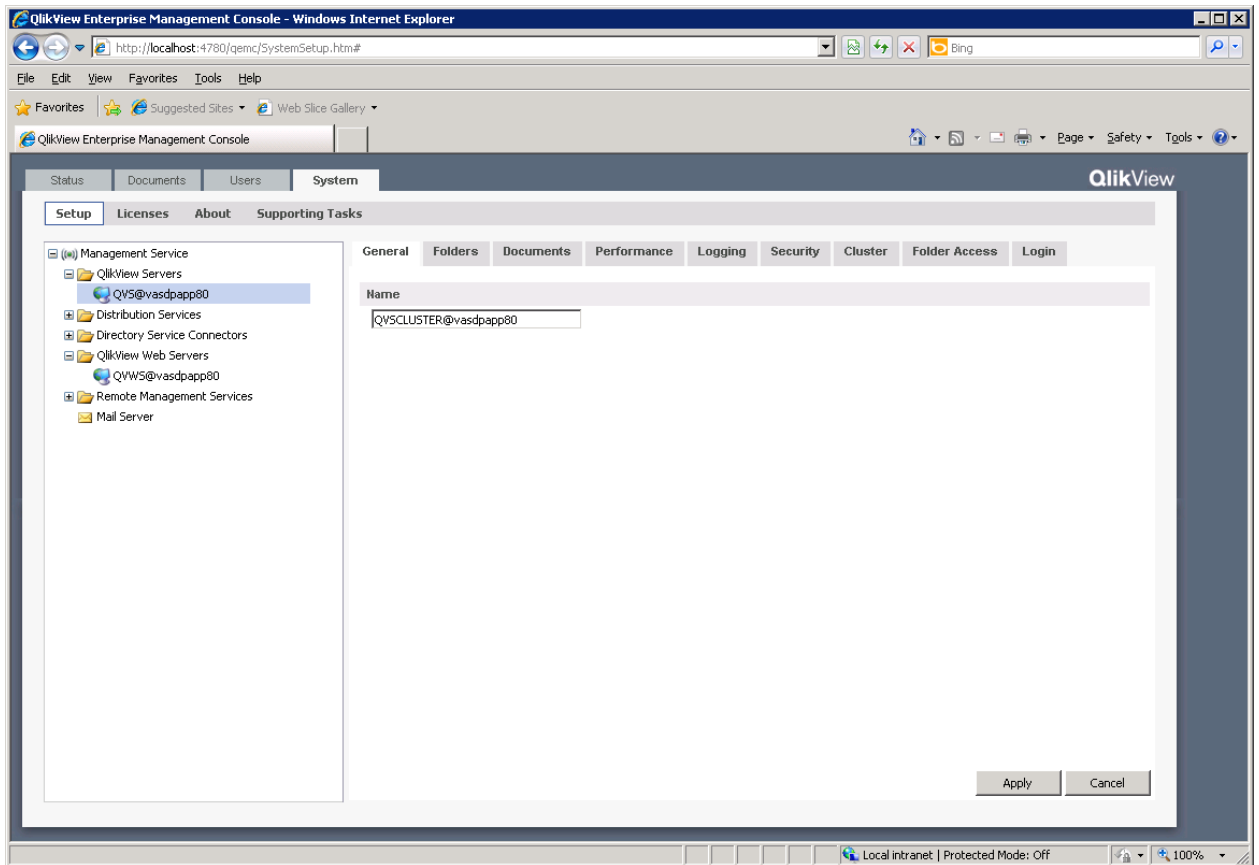 QlikView Enterprise Management Console - Windows Internet Explorer
http://localhost:4780/qemc/SystemSetup.htm#
Bing
File Edit View Favorites Tools Help
Favorites Suggested Sites Web Slice Gallery
QlikView Enterprise Management Console Page Safety Tools
Status Documents Users System QlikView
Setup Licenses About Supporting Tasks
Management Service
QlikView Servers
QVS@vasdpapp80
Distribution Services
Directory Service Connectors
QlikView Web Servers
QVWS@vasdpapp80
Remote Management Services
Mail Server
General Folders Documents Performance Logging Security Cluster Folder Access Login
Name
QVSCLUSTER@vasdpapp80
Apply Cancel
Local intranet | Protected Mode: Off 100%